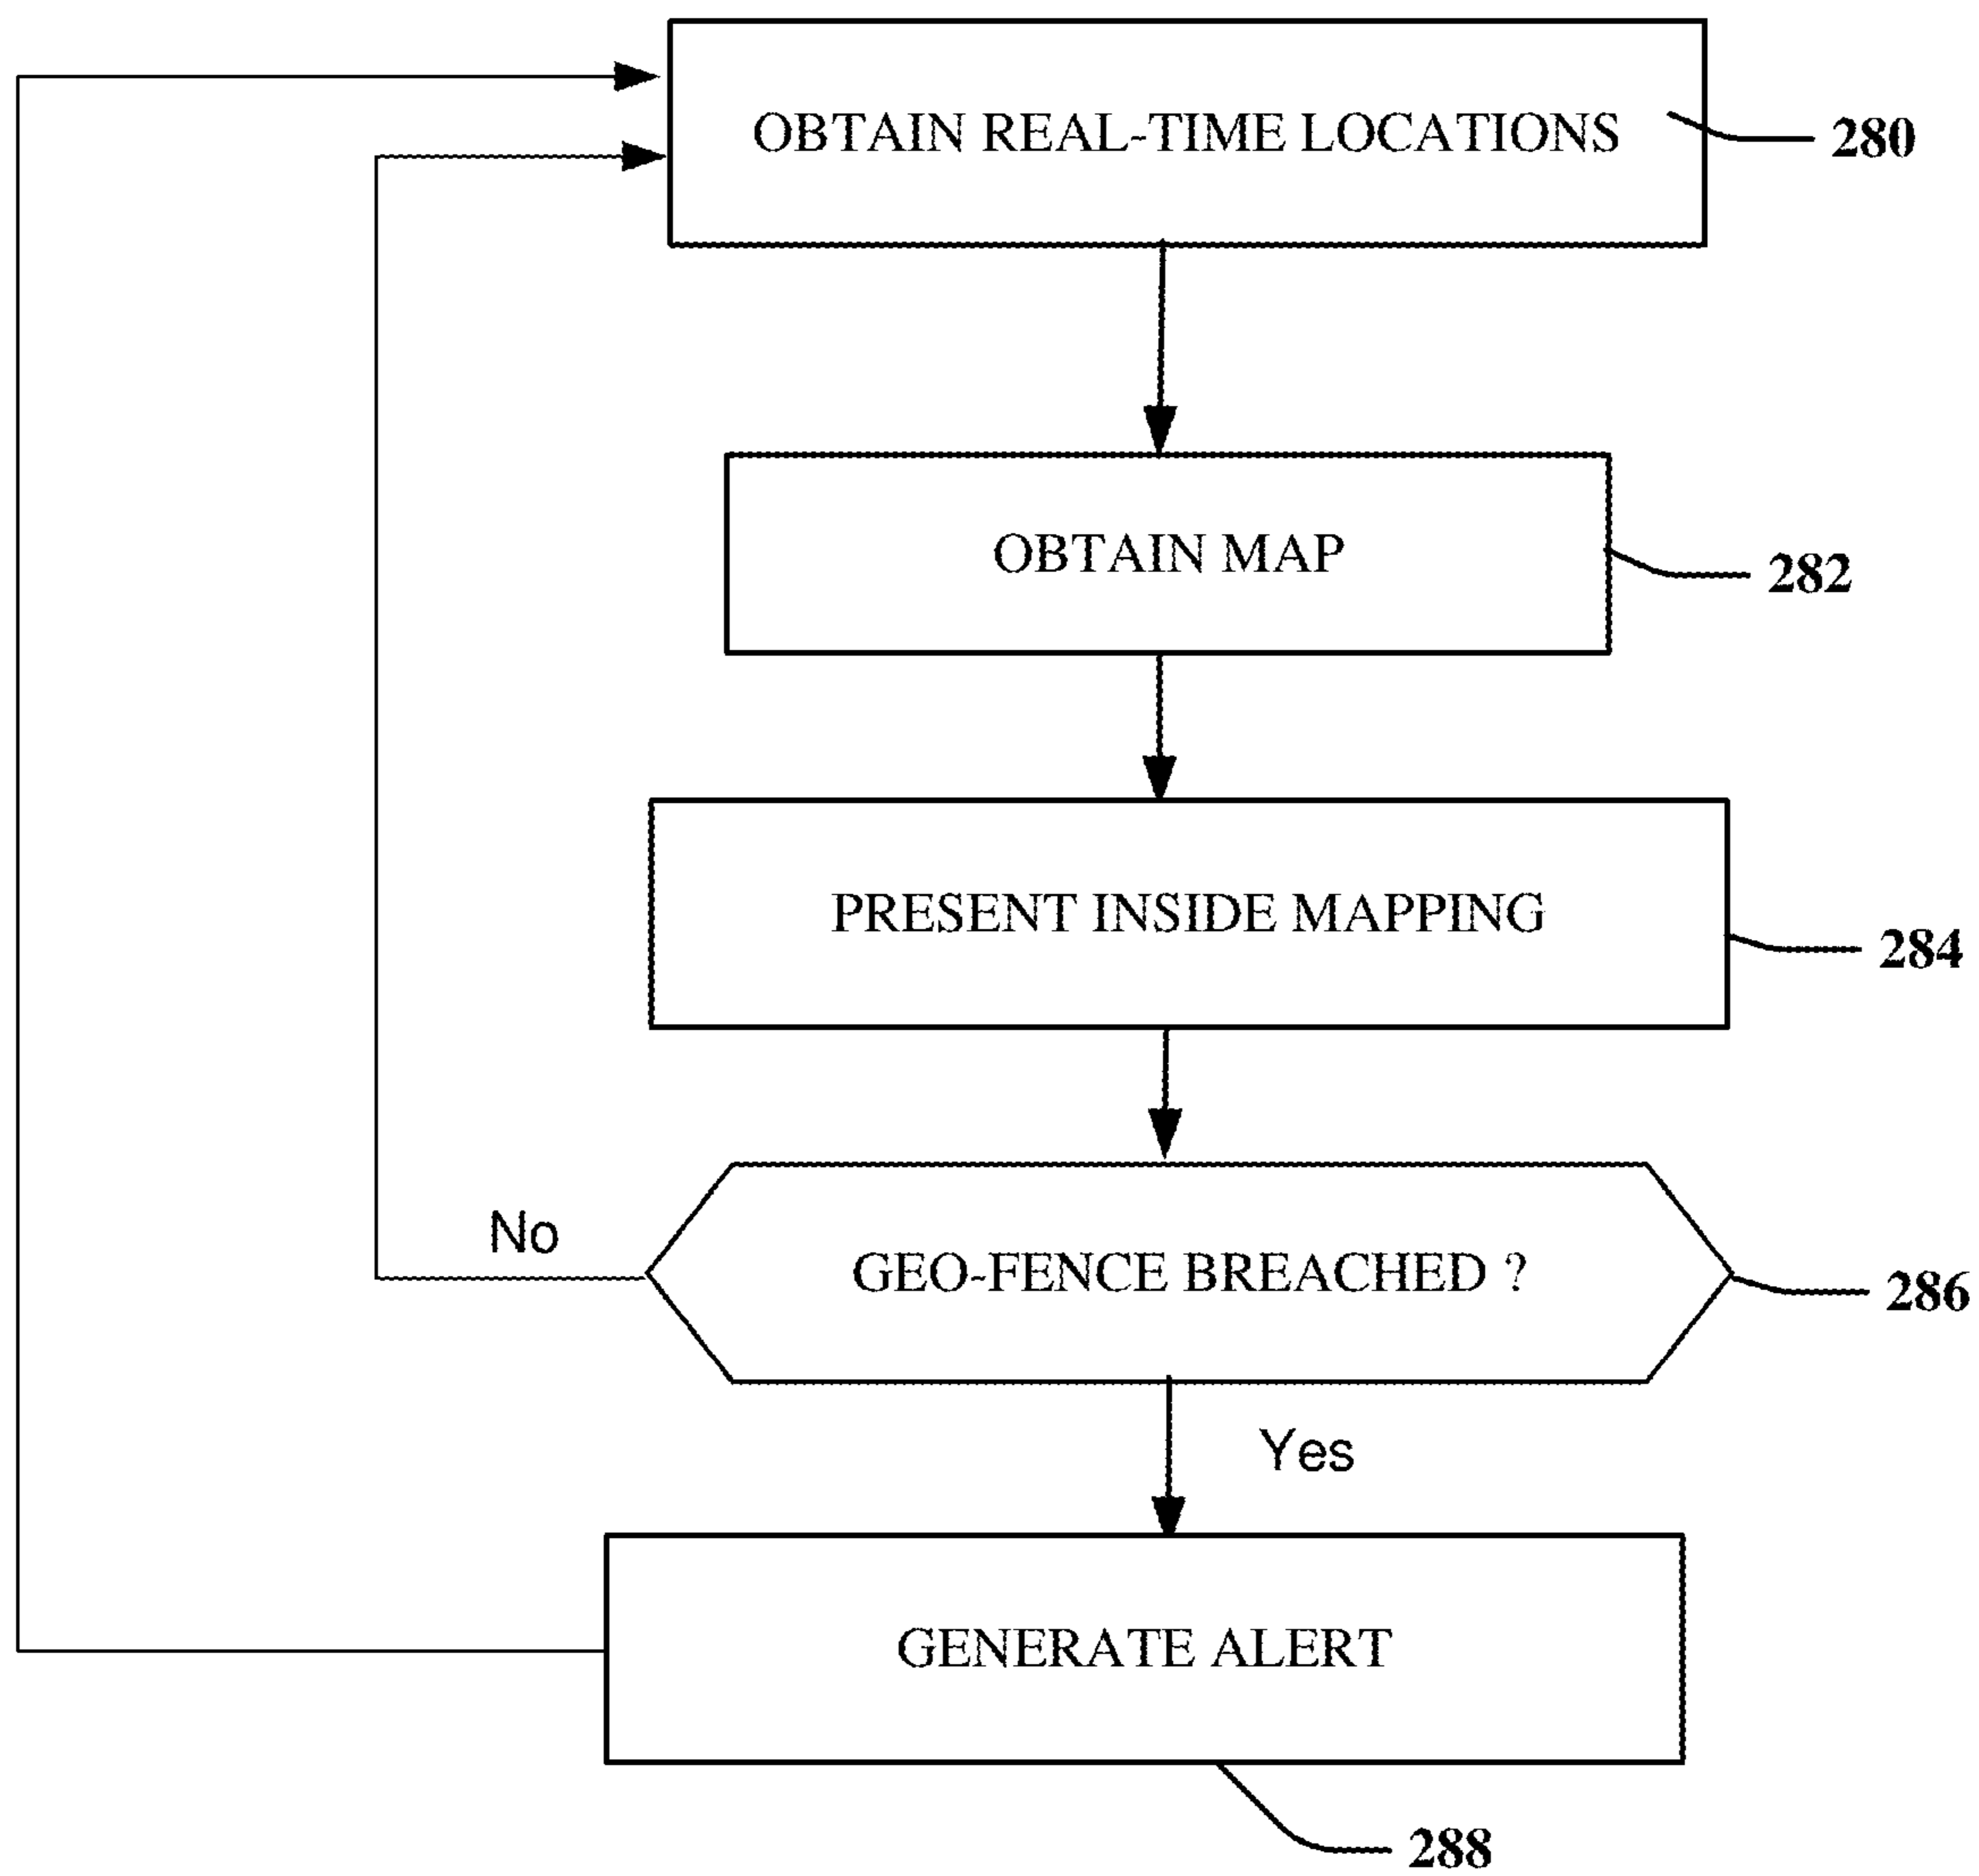 OBTAIN REAL-TIME LOCATIONS
280
OBTAIN MAP
282
PRESENT INSIDE MAPPING
284
No
GEO-FENCE BREACHED ?
286
Yes
GENERATE ALERT
288